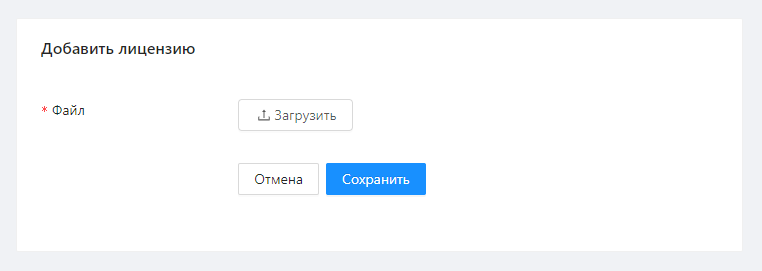 Добавить лицензию
* Файл
Загрузить
Отмена
Сохранить